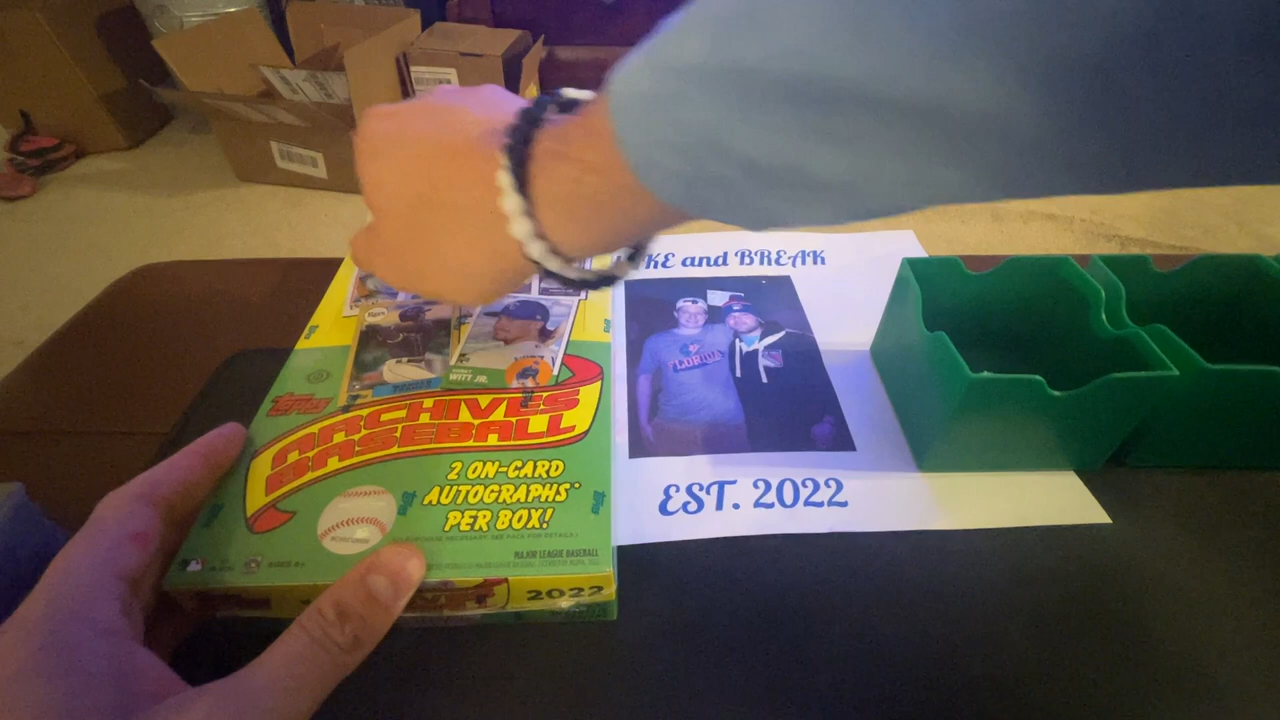 KE and BREAK
WITT JR.
Topps
ARCHIVES
BASEBALL
2 ON-CARD
AUTOGRAPHS*
PER BOX!
MAJOR LEAGUE BASEBALL
2022
FLORIDA
EST. 2022